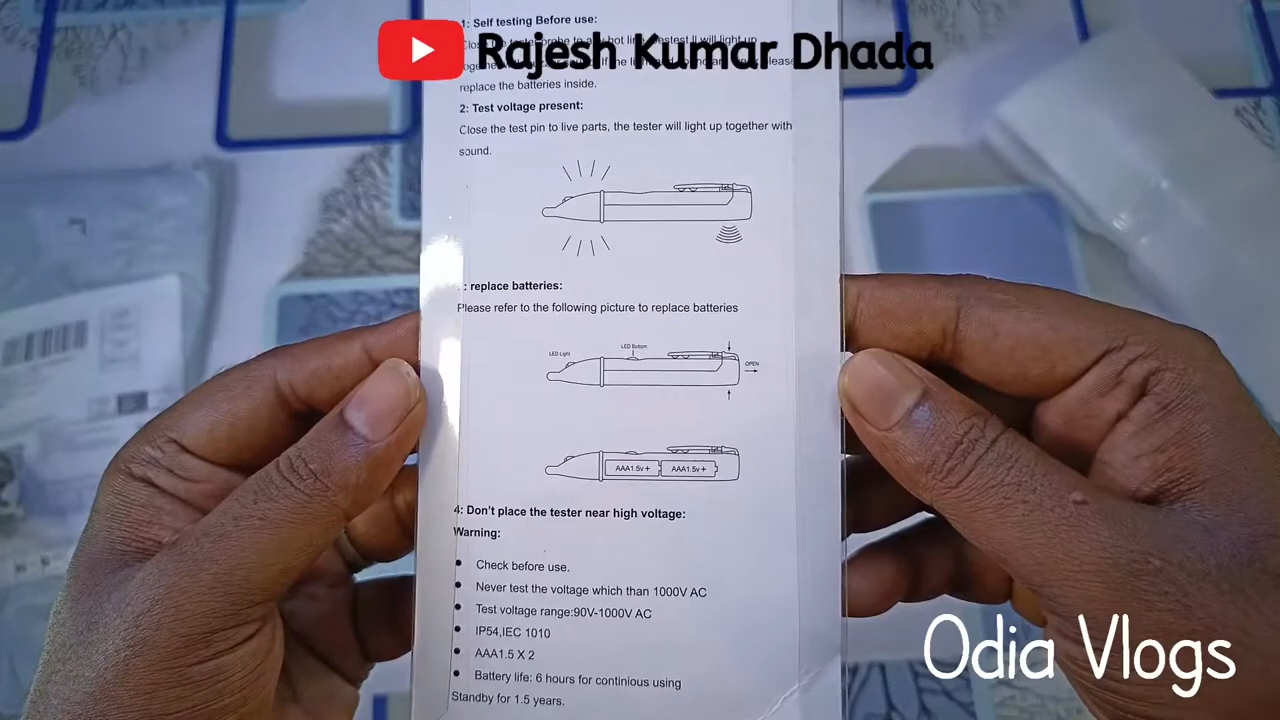 1: Self testing Before use:
Rajesh Kumar Dhada
replace the batteries inside.
2: Test voltage present:
Close the test pin to live parts, the tester will light up together with
sound.
: replace batteries:
Please refer to the following picture to replace batteries
LED Light
LED Bottom
OPEN
AAA1.5v+
AAA1.5v+
4: Don't place the tester near high voltage:
Warning:
Check before use.
Never test the voltage which than 1000V AC
Test voltage range:90V-1000V AC
IP54,IEC 1010
AAA1.5 X 2
Battery life: 6 hours for continious using
Standby for 1.5 years.
Odia Vlogs